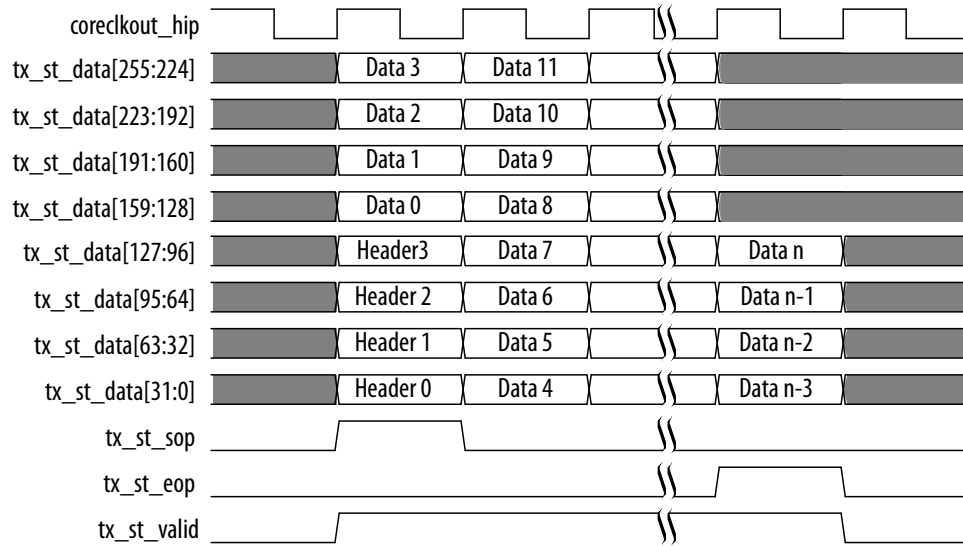 coreclkout_hip
tx_st_data[255:224] Data 3 Data 11
tx_st_data[223:192] Data 2 Data 10
tx_st_data[191:160] Data 1 Data 9
tx_st_data[159:128] Data 0 Data 8
tx_st_data[127:96] Header3 Data 7 Data n
tx_st_data[95:64] Header 2 Data 6 Data n-1
tx_st_data[63:32] Header 1 Data 5 Data n-2
tx_st_data[31:0] Header 0 Data 4 Data n-3
tx_st_sop
tx_st_eop
tx_st_valid